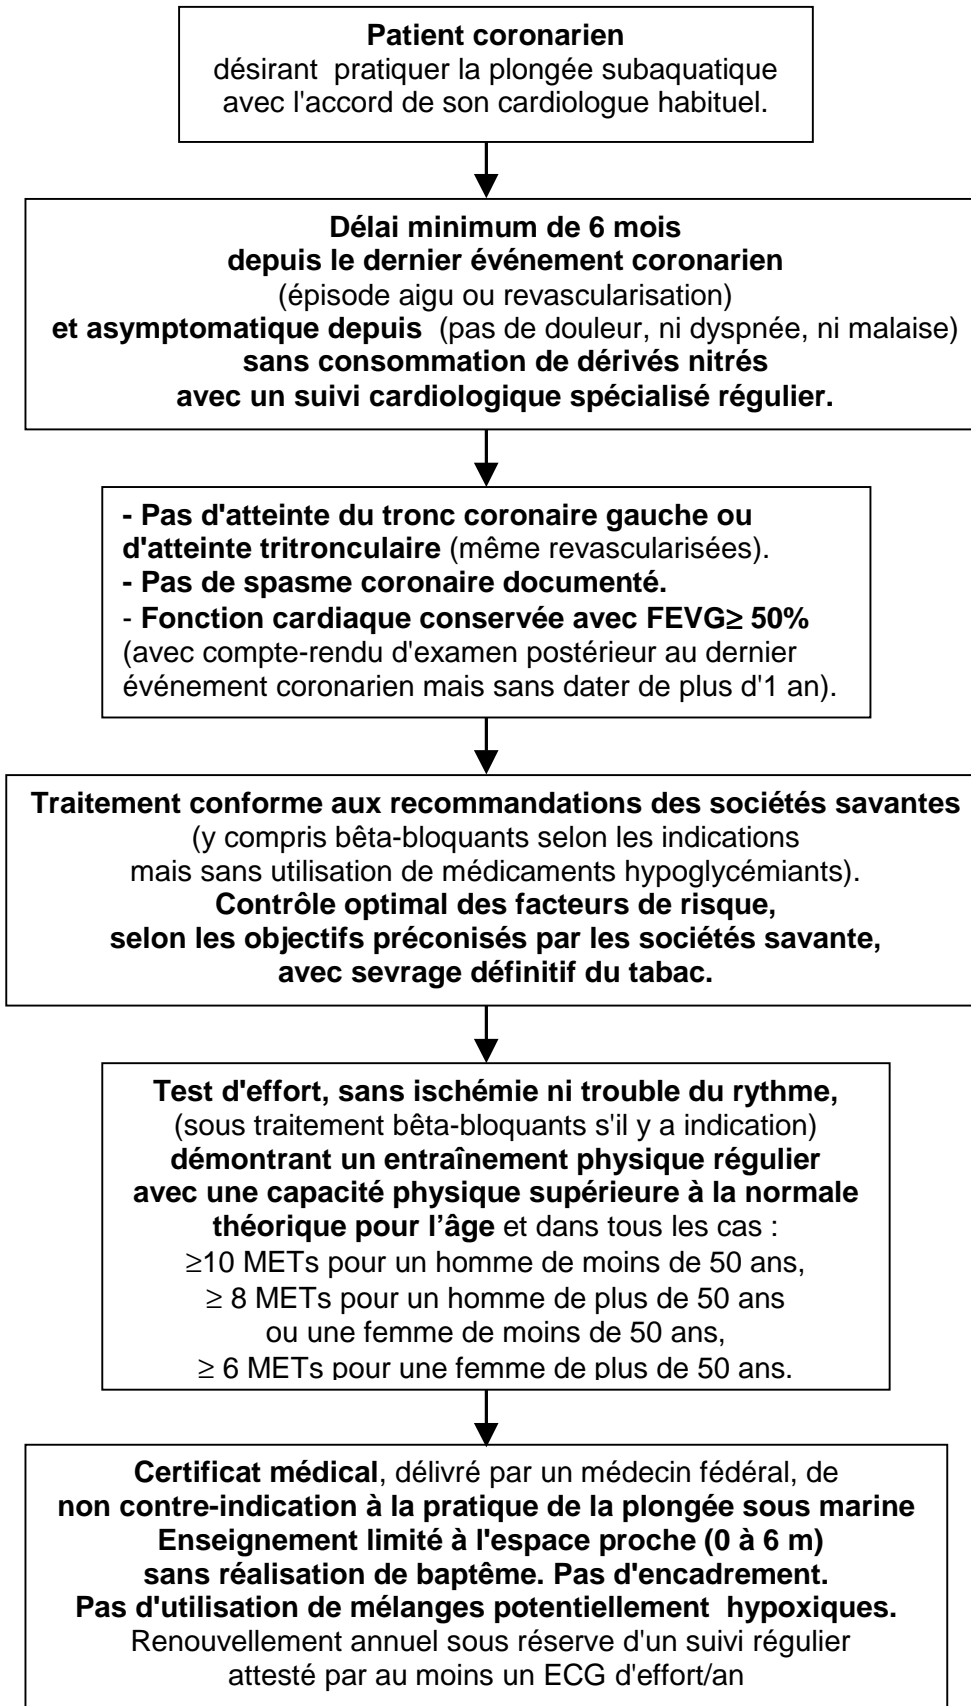 Patient coronarien
désirant pratiquer la plongée subaquatique
avec l'accord de son cardiologue habituel.
Délai minimum de 6 mois
depuis le dernier événement coronarien
(épisode aigu ou revascularisation)
et asymptomatique depuis (pas de douleur, ni dyspnée, ni malaise)
sans consommation de dérivés nitrés
avec un suivi cardiologique spécialisé régulier.
- Pas d'atteinte du tronc coronaire gauche ou
d'atteinte tritronculaire (même revascularisées).
- Pas de spasme coronaire documenté.
- Fonction cardiaque conservée avec FEVG≥ 50%
(avec compte-rendu d'examen postérieur au dernier
événement coronarien mais sans dater de plus d'1 an).
Traitement conforme aux recommandations des sociétés savantes
(y compris bêta-bloquants selon les indications
mais sans utilisation de médicaments hypoglycémiants).
Contrôle optimal des facteurs de risque,
selon les objectifs préconisés par les sociétés savante,
avec sevrage définitif du tabac.
Test d'effort, sans ischémie ni trouble du rythme,
(sous traitement bêta-bloquants s'il y a indication)
démontrant un entraînement physique régulier
avec une capacité physique supérieure à la normale
théorique pour l’âge et dans tous les cas :
≥10 METs pour un homme de moins de 50 ans,
≥ 8 METs pour un homme de plus de 50 ans
ou une femme de moins de 50 ans,
≥ 6 METs pour une femme de plus de 50 ans.
Certificat médical, délivré par un médecin fédéral, de
non contre-indication à la pratique de la plongée sous marine
Enseignement limité à l'espace proche (0 à 6 m)
sans réalisation de baptême. Pas d'encadrement.
Pas d'utilisation de mélanges potentiellement hypoxiques.
Renouvellement annuel sous réserve d'un suivi régulier
attesté par au moins un ECG d'effort/an